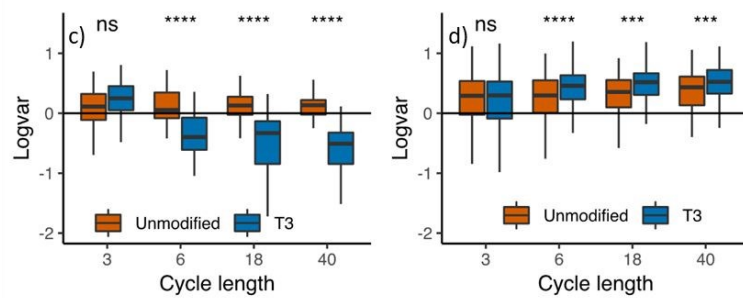 c)
ns
****
****
****
Logvar
1
0
-1
-2
Unmodified
T3
3
6
18
40
Cycle length
d)
ns
****
***
***
Logvar
1
0
-1
-2
Unmodified
T3
3
6
18
40
Cycle length